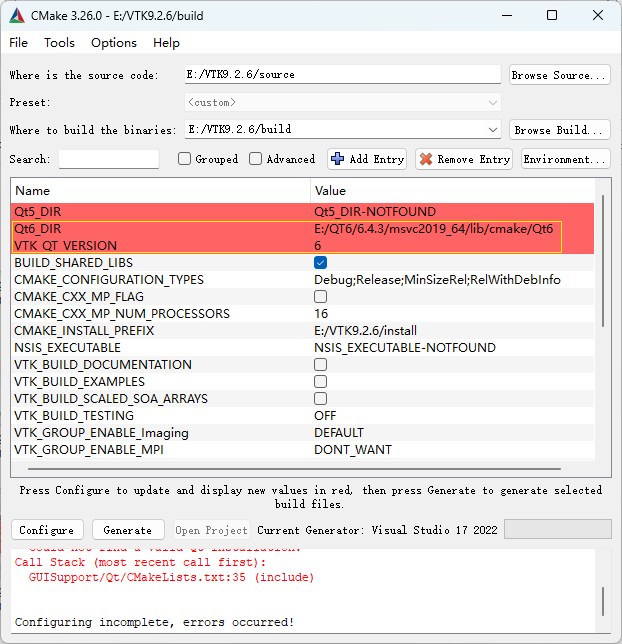 CMake 3.26.0 - E:/VTK9.2.6/build
File Tools Options Help
Where is the source code: E:/VTK9.2.6/source Browse Source...
Preset: <custom>
Where to build the binaries: E:/VTK9.2.6/build Browse Build...
Search: Grouped Advanced Add Entry Remove Entry Environment...
Name Value
Qt5_DIR Qt5_DIR-NOTFOUND
Qt6_DIR E:/QT6/6.4.3/msvc2019_64/lib/cmake/Qt6
VTK_QT_VERSION 6
BUILD_SHARED_LIBS
CMAKE_CONFIGURATION_TYPES Debug;Release;MinSizeRel;RelWithDebInfo
CMAKE_CXX_MP_FLAG
CMAKE_CXX_MP_NUM_PROCESSORS 16
CMAKE_INSTALL_PREFIX E:/VTK9.2.6/install
NSIS_EXECUTABLE NSIS_EXECUTABLE-NOTFOUND
VTK_BUILD_DOCUMENTATION
VTK_BUILD_EXAMPLES
VTK_BUILD_SCALED_SOA_ARRAYS
VTK_BUILD_TESTING OFF
VTK_GROUP_ENABLE_Imaging DEFAULT
VTK_GROUP_ENABLE_MPI DONT_WANT
Press Configure to update and display new values in red, then press Generate to generate selected
build files.
Configure Generate Open Project Current Generator: Visual Studio 17 2022
Could not find a valid Qt installation.
Call Stack (most recent call first):
GUISupport/Qt/CMakeLists.txt:35 (include)
Configuring incomplete, errors occurred!